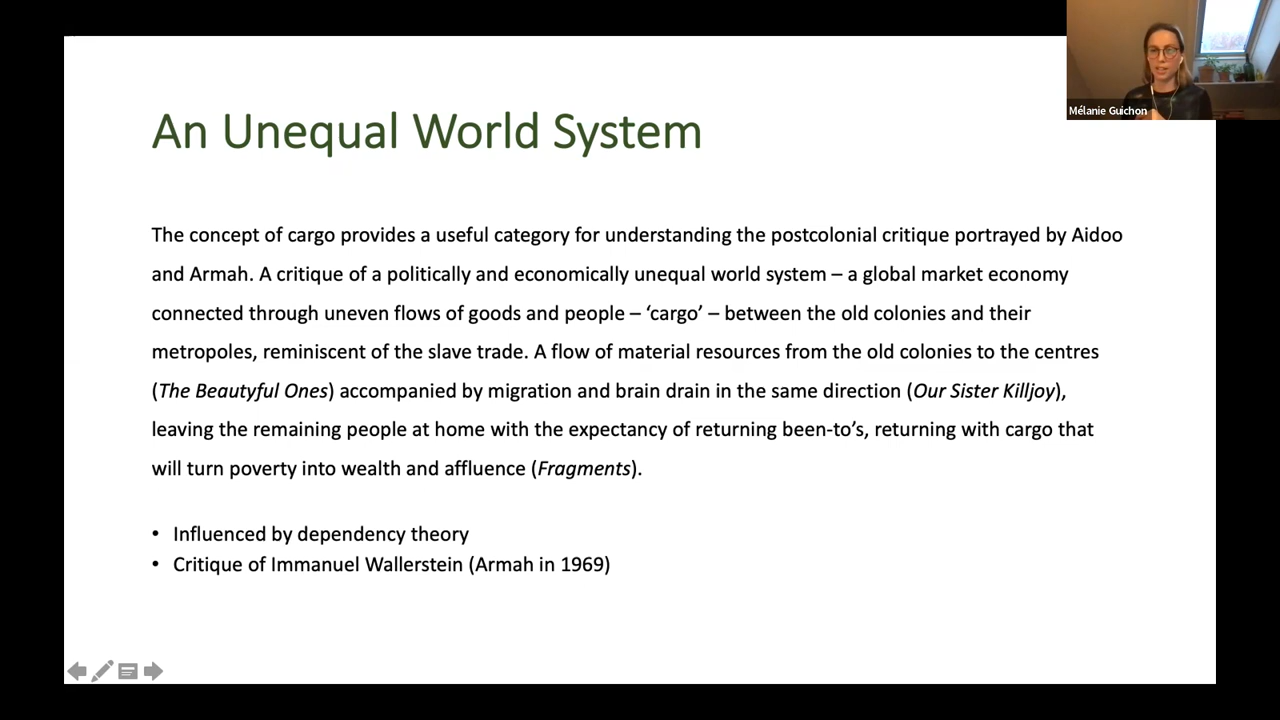 An Unequal World System
Mélanie Guichon
The concept of cargo provides a useful category for understanding the postcolonial critique portrayed by Aidoo
and Armah. A critique of a politically and economically unequal world system – a global market economy
connected through uneven flows of goods and people – ‘cargo’ – between the old colonies and their
metropoles, reminiscent of the slave trade. A flow of material resources from the old colonies to the centres
(The Beautyful Ones) accompanied by migration and brain drain in the same direction (Our Sister Killjoy),
leaving the remaining people at home with the expectancy of returning been-to’s, returning with cargo that
will turn poverty into wealth and affluence (Fragments).
• Influenced by dependency theory
• Critique of Immanuel Wallerstein (Armah in 1969)